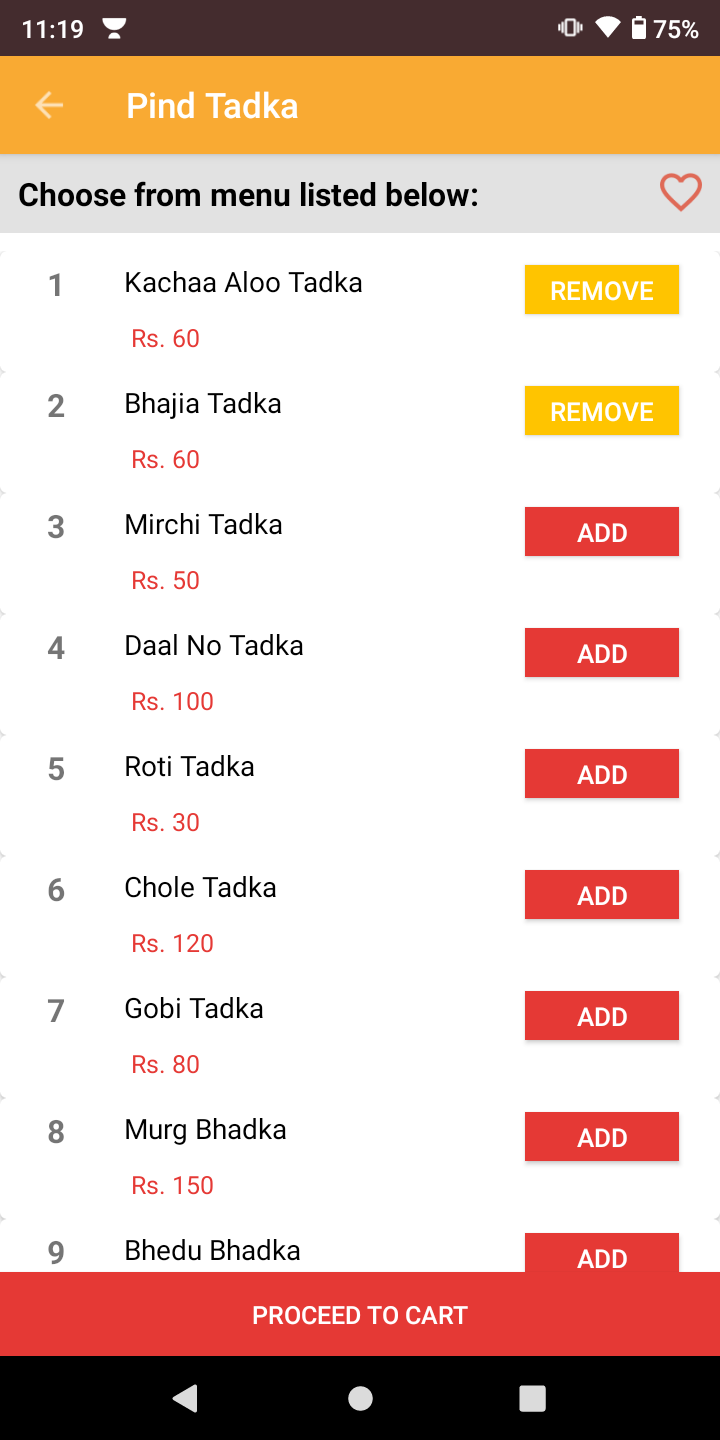 11:19 75%
Pind Tadka
Choose from menu listed below:
1 Kachaa Aloo Tadka REMOVE
Rs. 60
2 Bhajia Tadka REMOVE
Rs. 60
3 Mirchi Tadka ADD
Rs. 50
4 Daal No Tadka ADD
Rs. 100
5 Roti Tadka ADD
Rs. 30
6 Chole Tadka ADD
Rs. 120
7 Gobi Tadka ADD
Rs. 80
8 Murg Bhadka ADD
Rs. 150
9 Bhedu Bhadka ADD
PROCEED TO CART